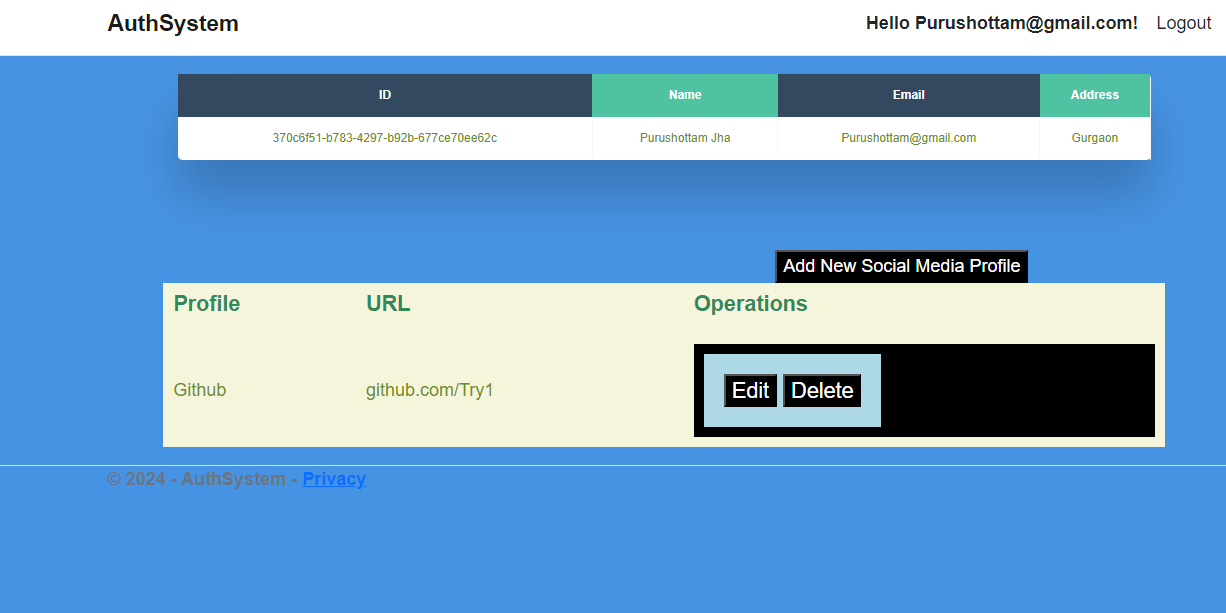 AuthSystem Hello Purushottam@gmail.com! Logout
ID Name Email Address
370c6f51-b783-4297-b92b-677ce70ee62c Purushottam Jha Purushottam@gmail.com Gurgaon
Add New Social Media Profile
Profile URL Operations
Github github.com/Try1 Edit Delete
© 2024 - AuthSystem - Privacy